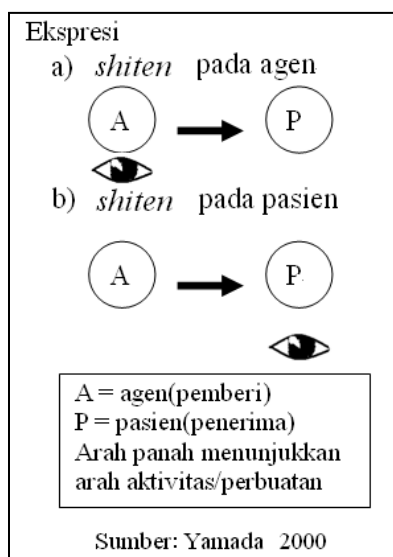 Ekspresi
a) shiten pada agen
A P
b) shiten pada pasien
A P
A = agen(pemberi)
P = pasien(penerima)
Arah panah menunjukkan
arah aktivitas/perbuatan
Sumber: Yamada 2000